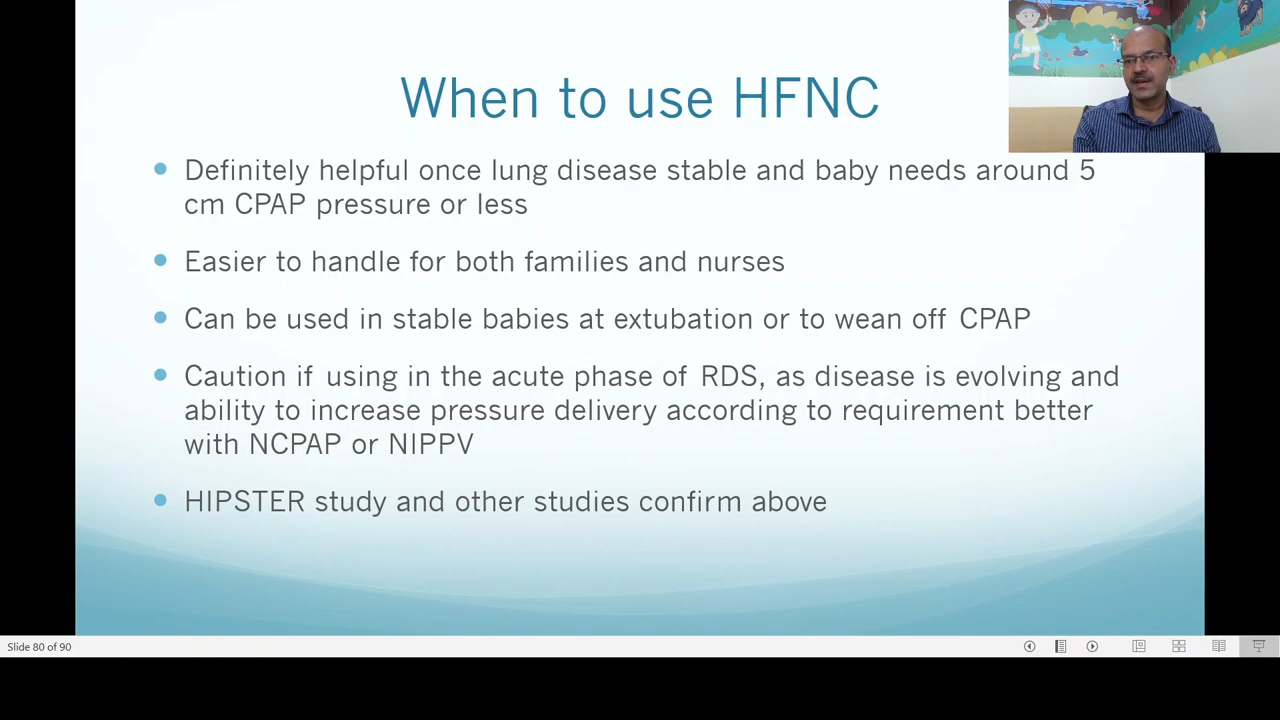 When to use HFNC
Definitely helpful once lung disease stable and baby needs around 5
cm CPAP pressure or less
Easier to handle for both families and nurses
Can be used in stable babies at extubation or to wean off CPAP
Caution if using in the acute phase of RDS, as disease is evolving and
ability to increase pressure delivery according to requirement better
with NCPAP or NIPPV
HIPSTER study and other studies confirm above
Slide 80 of 90